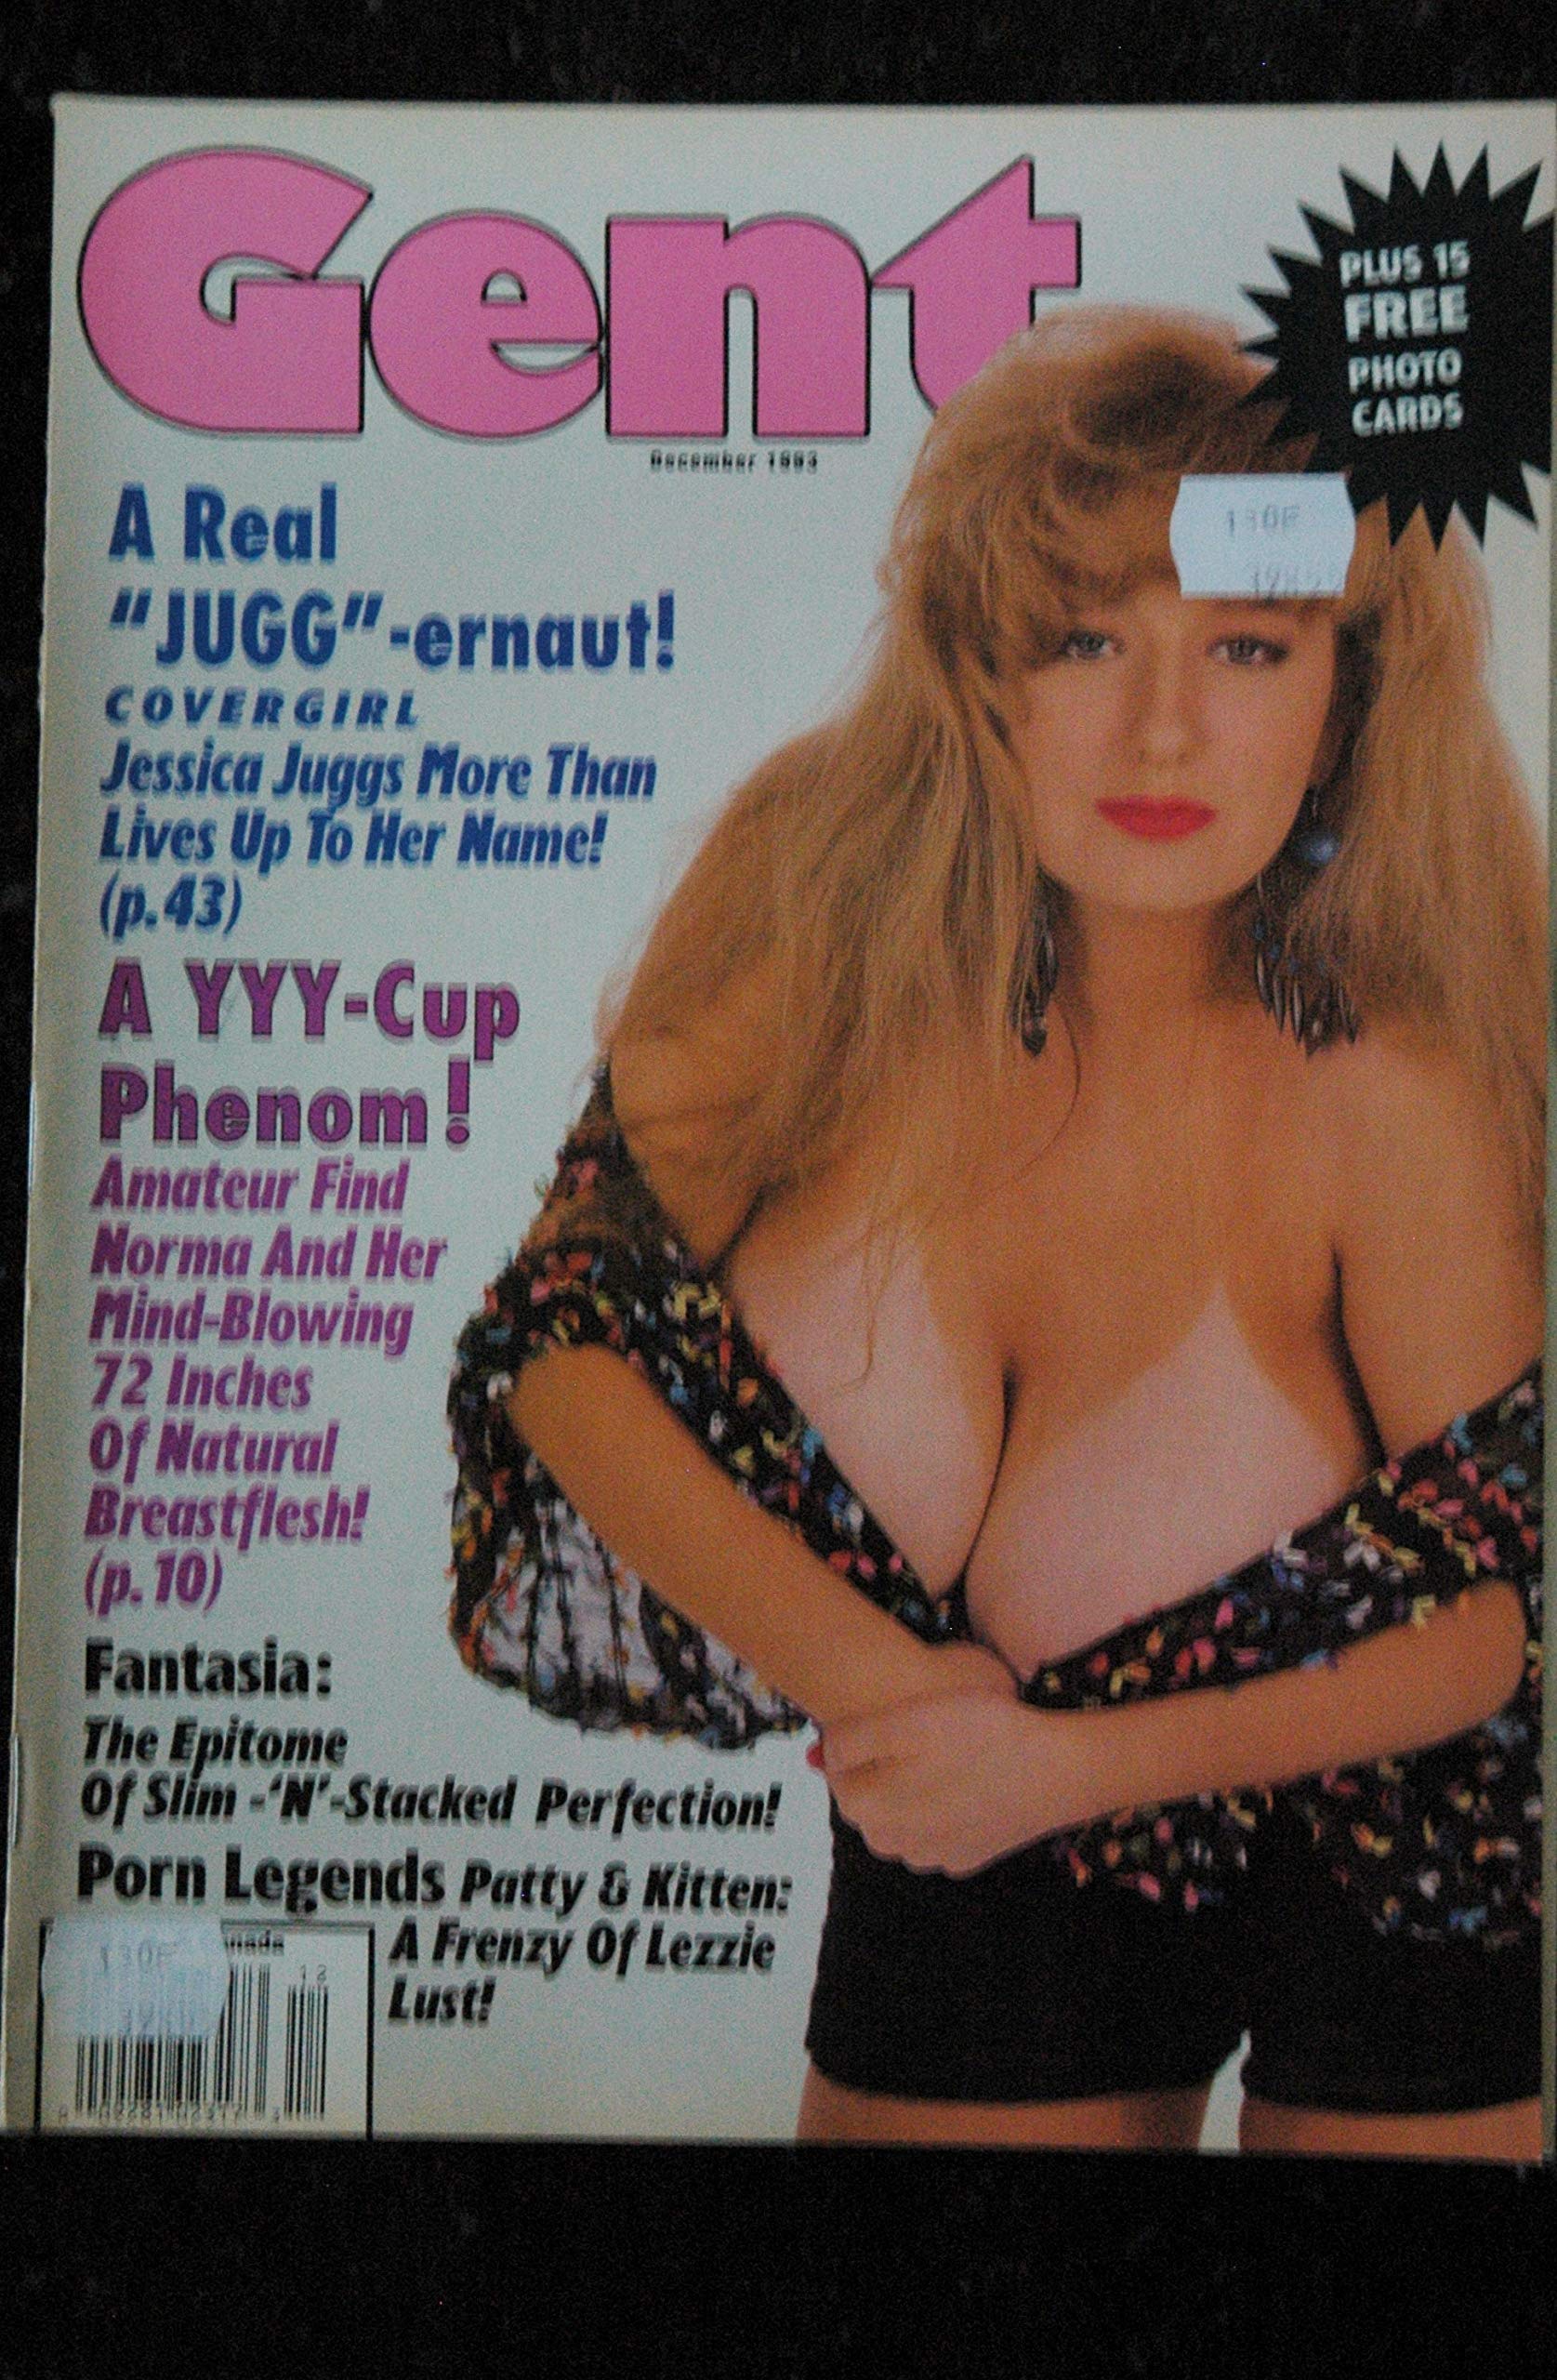 Gent
December 1993
PLUS 15
FREE
PHOTO
CARDS
A Real
"JUGG"-ernaut!
COVERGIRL
Jessica Juggs More Than
Lives Up To Her Name!
(p.43)
A YYY-Cup
Phenom!
Amateur Find
Norma And Her
Mind-Blowing
72 Inches
Of Natural
Breastflesh!
(p.10)
Fantasia:
The Epitome
Of Slim-'N'-Stacked Perfection!
Porn Legends Patty & Kitten:
A Frenzy Of Lezzie
Lust!
130F
12